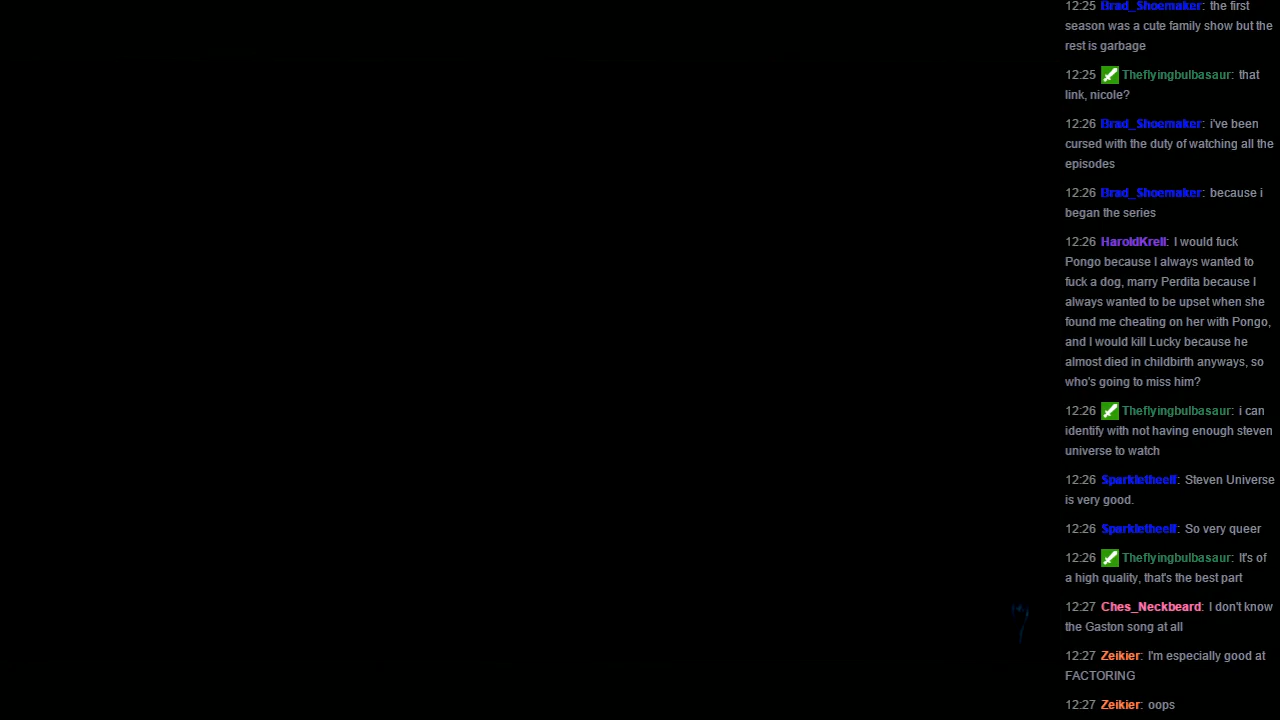 12:25 Brad_Shoemaker: the first
season was a cute family show but the
rest is garbage
12:25 Theflyingbulbasaur: that
link, nicole?
12:26 Brad_Shoemaker: i've been
cursed with the duty of watching all the
episodes
12:26 Brad_Shoemaker: because i
began the series
12:26 HaroldKrell: I would fuck
Pongo because I always wanted to
fuck a dog, marry Perdita because I
always wanted to be upset when she
found me cheating on her with Pongo,
and I would kill Lucky because he
almost died in childbirth anyways, so
who's going to miss him?
12:26 Theflyingbulbasaur: i can
identify with not having enough steven
universe to watch
12:26 Sparkletheelf: Steven Universe
is very good.
12:26 Sparkletheelf: So very queer
12:26 Theflyingbulbasaur: It's of
a high quality, that's the best part
12:27 Ches_Neckbeard: I don't know
the Gaston song at all
12:27 Zeikier: I'm especially good at
FACTORING
12:27 Zeikier: oops